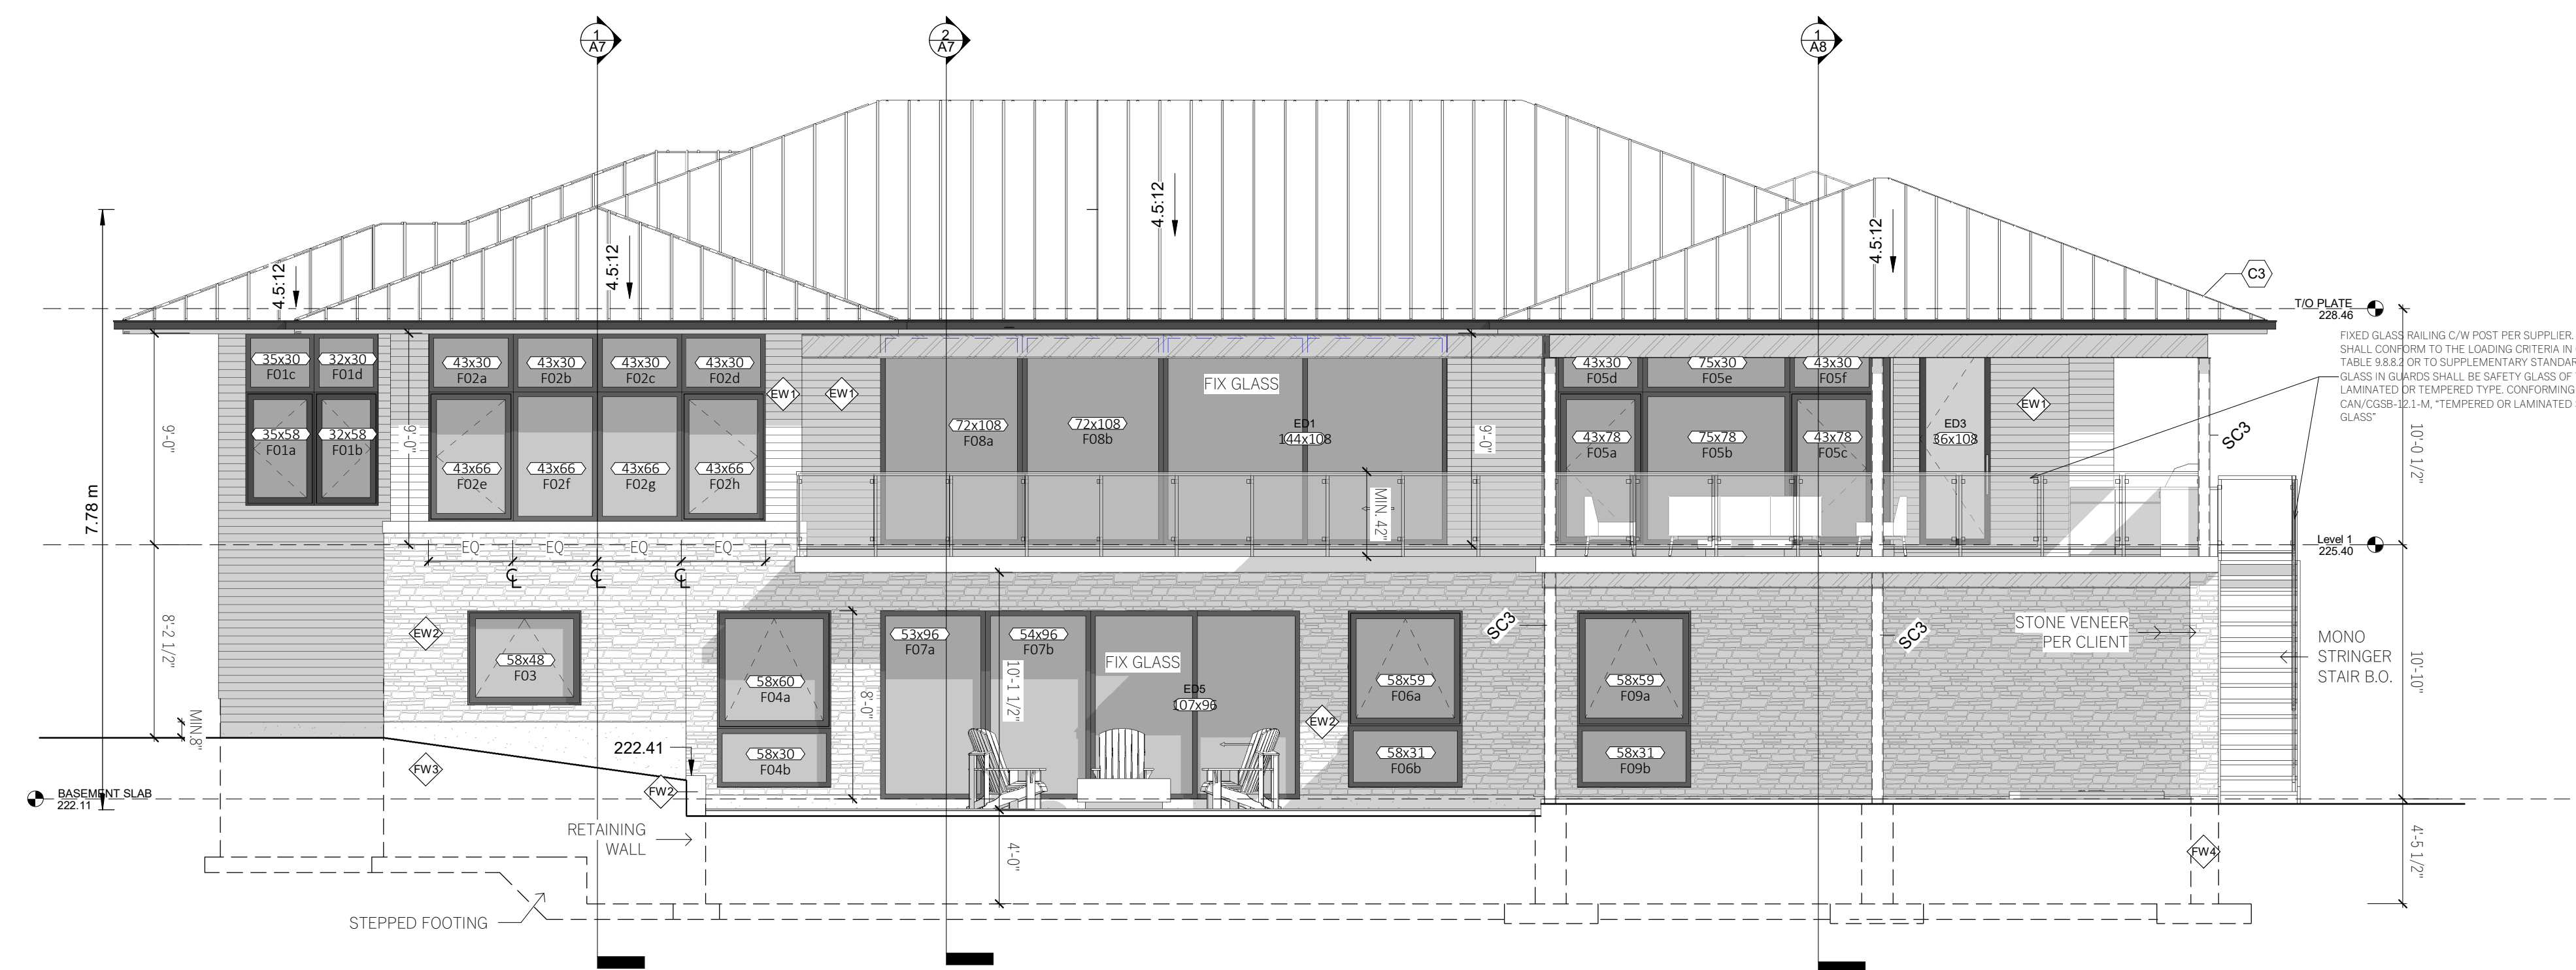 1
A7
2
A7
1
A8
4.5:12
4.5:12
4.5:12
4.5:12
C3
7.78 m
T/O PLATE
228.46
FIXED GLASS RAILING C/W POST PER SUPPLIER.
SHALL CONFORM TO THE LOADING CRITERIA IN
TABLE 9.8.8.2 OR TO SUPPLEMENTARY STANDAR
GLASS IN GUARDS SHALL BE SAFETY GLASS OF
LAMINATED OR TEMPERED TYPE. CONFORMING
CAN/CGSB-12.1-M, "TEMPERED OR LAMINATED
GLASS"
35x30
F01c
32x30
F01d
43x30
F02a
43x30
F02b
43x30
F02c
43x30
F02d
EW1
EW1
FIX GLASS
43x30
F05d
75x30
F05e
43x30
F05f
EW1
9'-0"
35x58
F01a
32x58
F01b
9'-0"
43x66
F02e
43x66
F02f
43x66
F02g
43x66
F02h
72x108
F08a
72x108
F08b
ED1
144x108
9'-0"
43x78
F05a
75x78
F05b
43x78
F05c
ED3
36x108
SC3
10'-0 1/2"
MIN. 42"
EQ
EQ
EQ
EQ
Level 1
225.40
8'-2 1/2"
EW2
58x48
F03
58x60
F04a
58x30
F04b
8'-0"
53x96
F07a
54x96
F07b
10'-1 1/2"
FIX GLASS
ED5
107x96
EW2
58x59
F06a
58x31
F06b
SC3
58x59
F09a
58x31
F09b
SC3
STONE VENEER
PER CLIENT
MONO
STRINGER
STAIR B.O.
10'-10"
MIN.8"
222.41
FW3
FW2
BASEMENT SLAB
222.11
RETAINING
WALL
4'-0"
FW4
4'-5 1/2"
STEPPED FOOTING